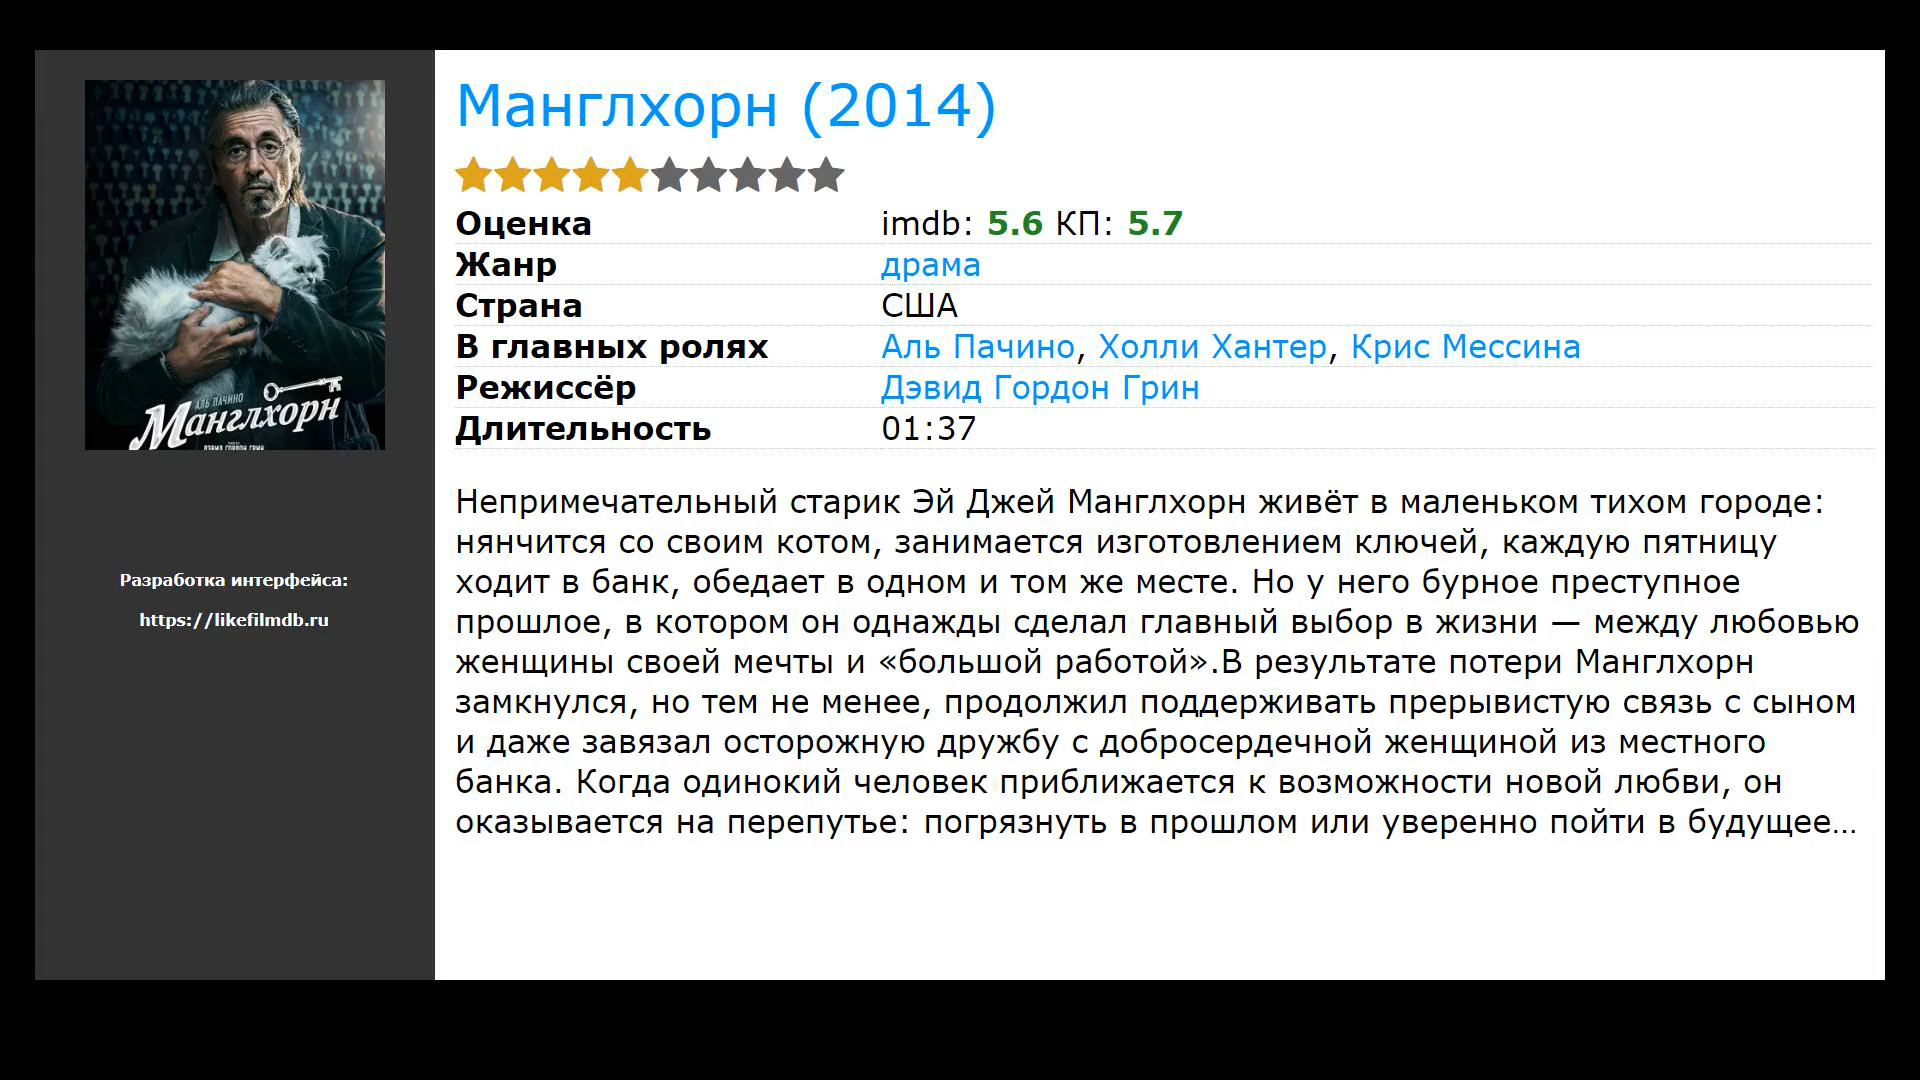 Манглхорн (2014)
Оценка imdb: 5.6 КП: 5.7
Жанр драма
Страна США
В главных ролях Аль Пачино, Холли Хантер, Крис Мессина
Режиссёр Дэвид Гордон Грин
Длительность 01:37
Непримечательный старик Эй Джей Манглхорн живёт в маленьком тихом городе:
нянчится со своим котом, занимается изготовлением ключей, каждую пятницу
ходит в банк, обедает в одном и том же месте. Но у него бурное преступное
прошлое, в котором он однажды сделал главный выбор в жизни — между любовью
женщины своей мечты и «большой работой».В результате потери Манглхорн
замкнулся, но тем не менее, продолжил поддерживать прерывистую связь с сыном
и даже завязал осторожную дружбу с добросердечной женщиной из местного
банка. Когда одинокий человек приближается к возможности новой любви, он
оказывается на перепутье: погрязнуть в прошлом или уверенно пойти в будущее…
АЛЬ ПАЧИНО
Манглхорн
ДЭВИД ГОРДОН ГРИН
Разработка интерфейса:
https://likefilmdb.ru